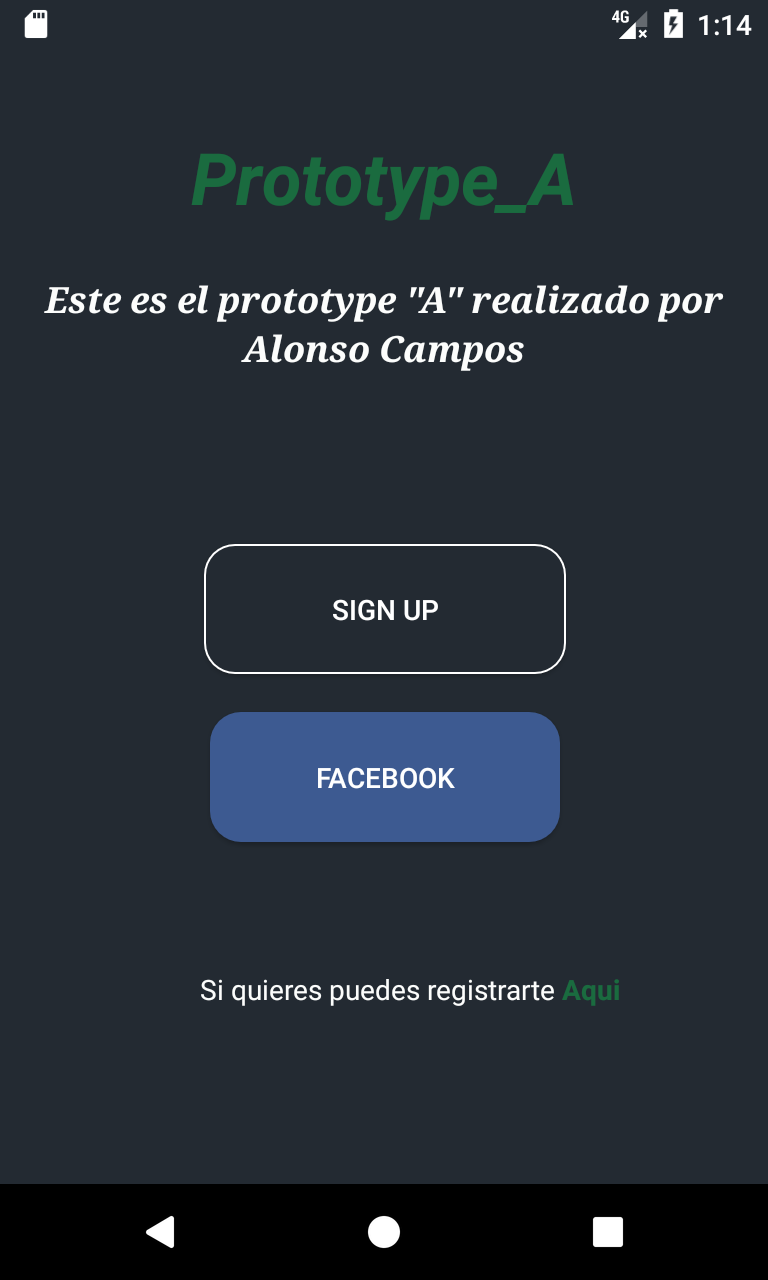 4G 1:14
Prototype_A
Este es el prototype "A" realizado por
Alonso Campos
SIGN UP
FACEBOOK
Si quieres puedes registrarte Aqui